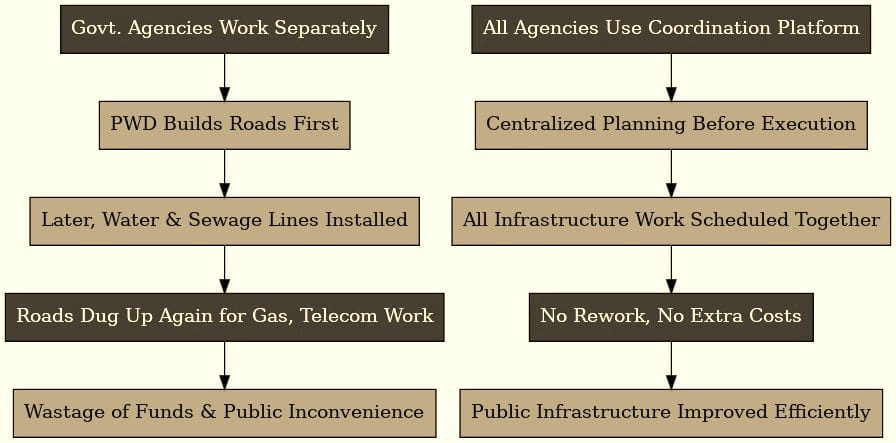 Govt. Agencies Work Separately
PWD Builds Roads First
Later, Water & Sewage Lines Installed
Roads Dug Up Again for Gas, Telecom Work
Wastage of Funds & Public Inconvenience
All Agencies Use Coordination Platform
Centralized Planning Before Execution
All Infrastructure Work Scheduled Together
No Rework, No Extra Costs
Public Infrastructure Improved Efficiently